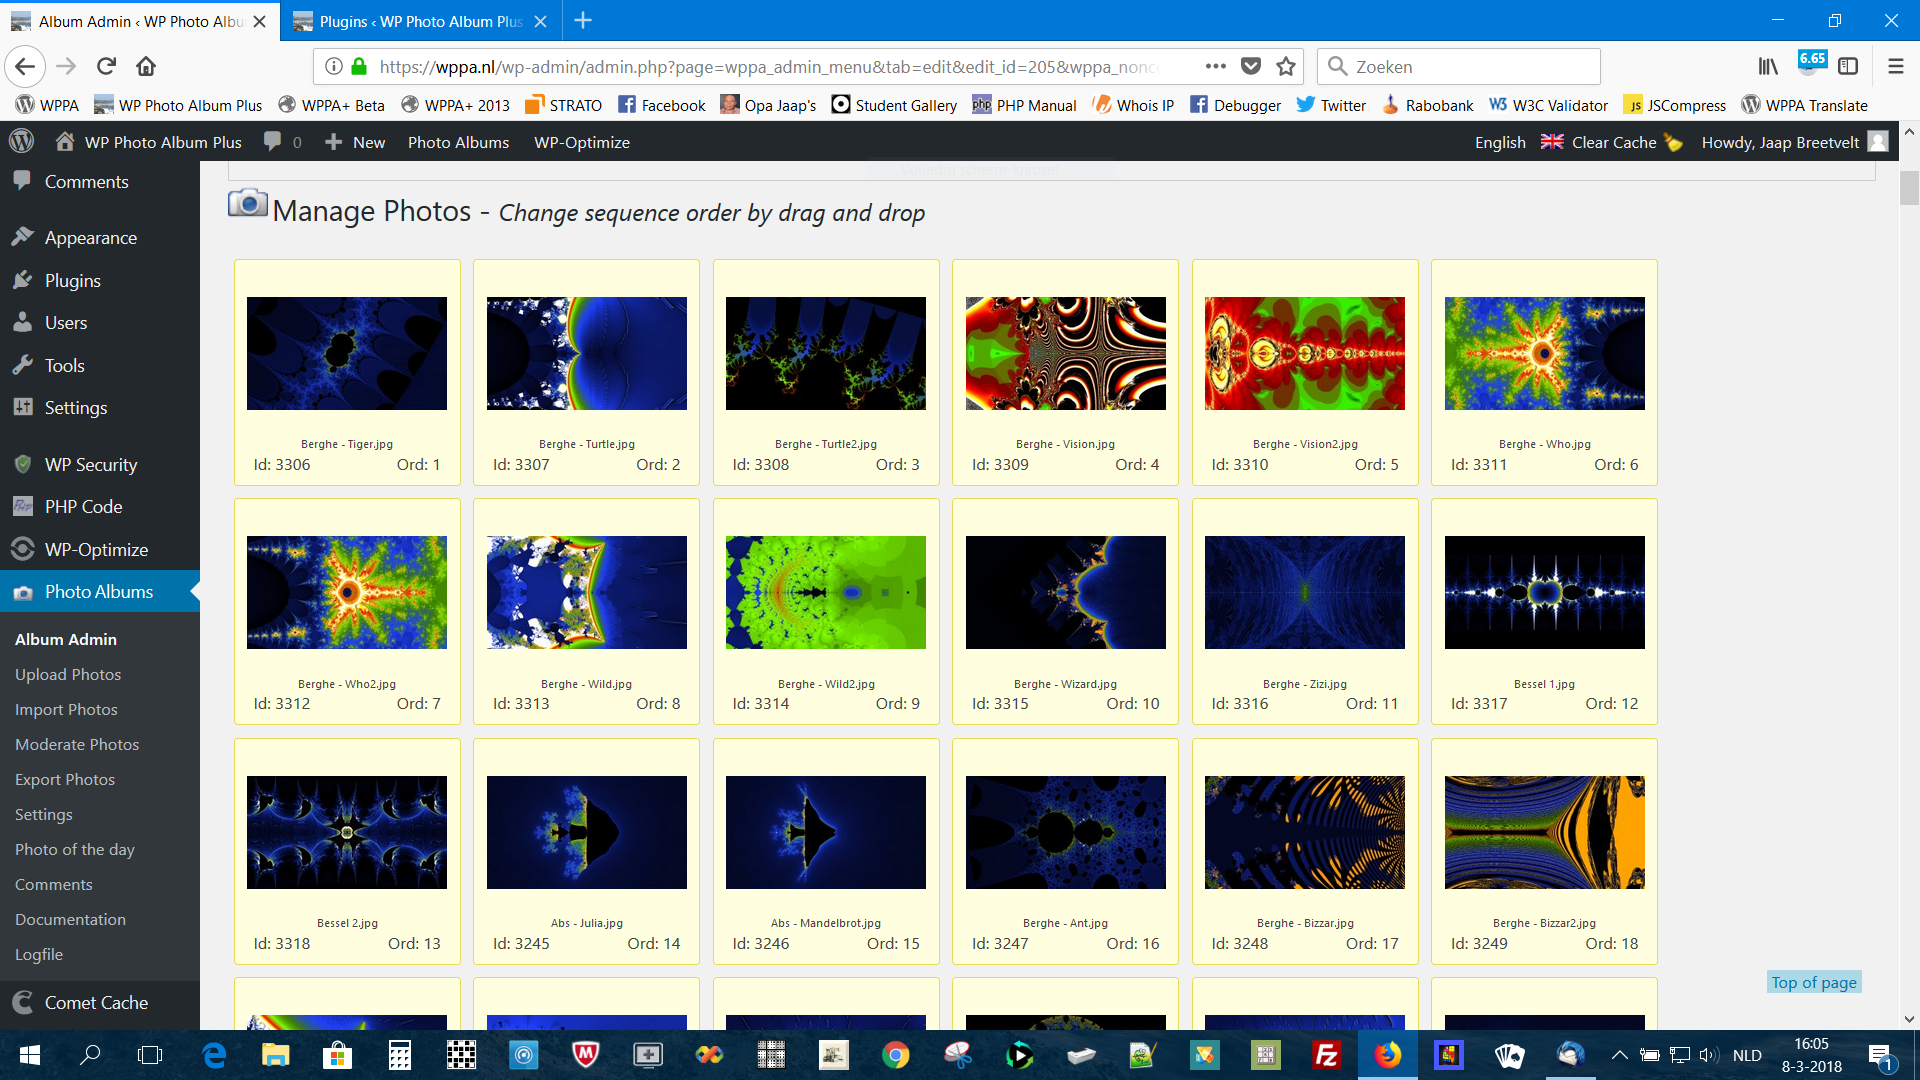 Album Admin ‹ WP Photo Albu
Plugins ‹ WP Photo Album Plus
https://wppa.nl/wp-admin/admin.php?page=wppa_admin_menu&tab=edit&edit_id=205&wppa_nonc
Zoeken
6.65
WPPA
WP Photo Album Plus
WPPA+ Beta
WPPA+ 2013
STRATO
Facebook
Opa Jaap's
Student Gallery
php
PHP Manual
Whois IP
Debugger
Twitter
Rabobank
W3C Validator
JS
JSCompress
WPPA Translate
WP Photo Album Plus
0
New
Photo Albums
WP-Optimize
English
Clear Cache
Howdy, Jaap Breetvelt
Comments
Appearance
Plugins
Users
Tools
Settings
WP Security
PHP Code
WP-Optimize
Photo Albums
Album Admin
Upload Photos
Import Photos
Moderate Photos
Export Photos
Settings
Photo of the day
Comments
Documentation
Logfile
Comet Cache
Manage Photos - Change sequence order by drag and drop
Berghe - Tiger.jpg
Id: 3306 Ord: 1
Berghe - Turtle.jpg
Id: 3307 Ord: 2
Berghe - Turtle2.jpg
Id: 3308 Ord: 3
Berghe - Vision.jpg
Id: 3309 Ord: 4
Berghe - Vision2.jpg
Id: 3310 Ord: 5
Berghe - Who.jpg
Id: 3311 Ord: 6
Berghe - Who2.jpg
Id: 3312 Ord: 7
Berghe - Wild.jpg
Id: 3313 Ord: 8
Berghe - Wild2.jpg
Id: 3314 Ord: 9
Berghe - Wizard.jpg
Id: 3315 Ord: 10
Berghe - Zizi.jpg
Id: 3316 Ord: 11
Bessel 1.jpg
Id: 3317 Ord: 12
Bessel 2.jpg
Id: 3318 Ord: 13
Abs - Julia.jpg
Id: 3245 Ord: 14
Abs - Mandelbrot.jpg
Id: 3246 Ord: 15
Berghe - Ant.jpg
Id: 3247 Ord: 16
Berghe - Bizzar.jpg
Id: 3248 Ord: 17
Berghe - Bizzar2.jpg
Id: 3249 Ord: 18
Top of page
NLD
16:05
8-3-2018
1